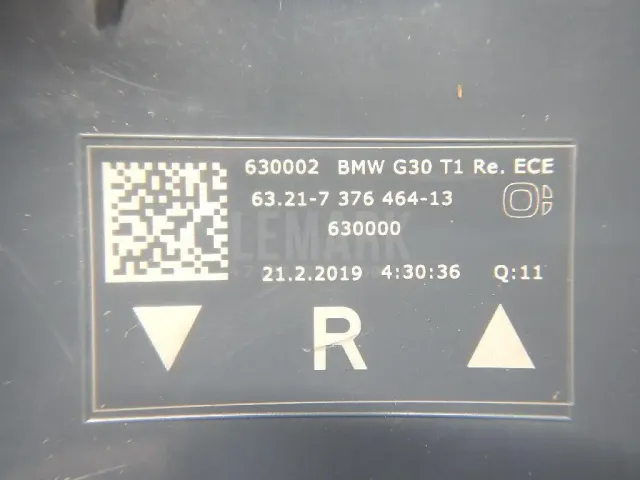 630002 BMW G30 T1 Re. ECE
63.21-7 376 464-13
630000
LEMARK
21.2.2019 4:30:36 Q:11
R